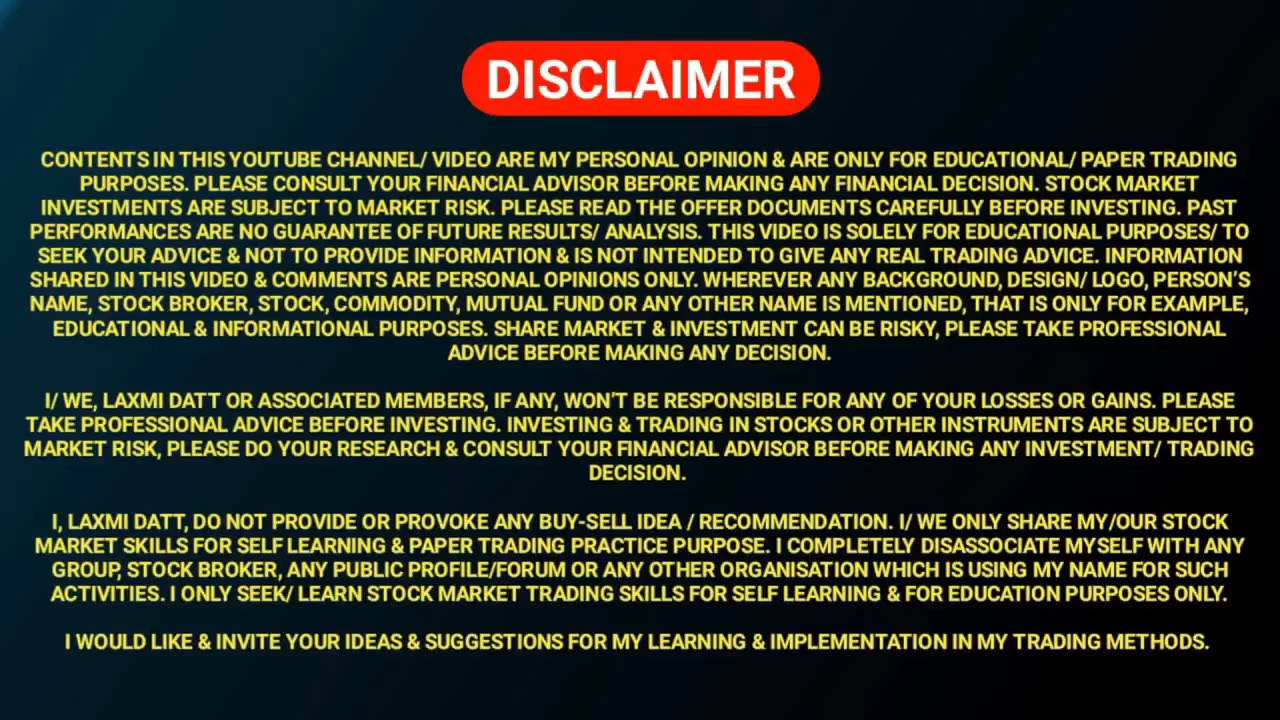 DISCLAIMER
CONTENTS IN THIS YOUTUBE CHANNEL/ VIDEO ARE MY PERSONAL OPINION & ARE ONLY FOR EDUCATIONAL/ PAPER TRADING
PURPOSES. PLEASE CONSULT YOUR FINANCIAL ADVISOR BEFORE MAKING ANY FINANCIAL DECISION. STOCK MARKET
INVESTMENTS ARE SUBJECT TO MARKET RISK. PLEASE READ THE OFFER DOCUMENTS CAREFULLY BEFORE INVESTING. PAST
PERFORMANCES ARE NO GUARANTEE OF FUTURE RESULTS/ ANALYSIS. THIS VIDEO IS SOLELY FOR EDUCATIONAL PURPOSES/ TO
SEEK YOUR ADVICE & NOT TO PROVIDE INFORMATION & IS NOT INTENDED TO GIVE ANY REAL TRADING ADVICE. INFORMATION
SHARED IN THIS VIDEO & COMMENTS ARE PERSONAL OPINIONS ONLY. WHEREVER ANY BACKGROUND, DESIGN/ LOGO, PERSON'S
NAME, STOCK BROKER, STOCK, COMMODITY, MUTUAL FUND OR ANY OTHER NAME IS MENTIONED, THAT IS ONLY FOR EXAMPLE,
EDUCATIONAL & INFORMATIONAL PURPOSES. SHARE MARKET & INVESTMENT CAN BE RISKY, PLEASE TAKE PROFESSIONAL
ADVICE BEFORE MAKING ANY DECISION.
I/ WE, LAXMI DATT OR ASSOCIATED MEMBERS, IF ANY, WON'T BE RESPONSIBLE FOR ANY OF YOUR LOSSES OR GAINS. PLEASE
TAKE PROFESSIONAL ADVICE BEFORE INVESTING. INVESTING & TRADING IN STOCKS OR OTHER INSTRUMENTS ARE SUBJECT TO
MARKET RISK, PLEASE DO YOUR RESEARCH & CONSULT YOUR FINANCIAL ADVISOR BEFORE MAKING ANY INVESTMENT/ TRADING
DECISION.
I, LAXMI DATT, DO NOT PROVIDE OR PROVOKE ANY BUY-SELL IDEA / RECOMMENDATION. I/ WE ONLY SHARE MY/OUR STOCK
MARKET SKILLS FOR SELF LEARNING & PAPER TRADING PRACTICE PURPOSE. I COMPLETELY DISASSOCIATE MYSELF WITH ANY
GROUP, STOCK BROKER, ANY PUBLIC PROFILE/FORUM OR ANY OTHER ORGANISATION WHICH IS USING MY NAME FOR SUCH
ACTIVITIES. I ONLY SEEK/ LEARN STOCK MARKET TRADING SKILLS FOR SELF LEARNING & FOR EDUCATION PURPOSES ONLY.
I WOULD LIKE & INVITE YOUR IDEAS & SUGGESTIONS FOR MY LEARNING & IMPLEMENTATION IN MY TRADING METHODS.